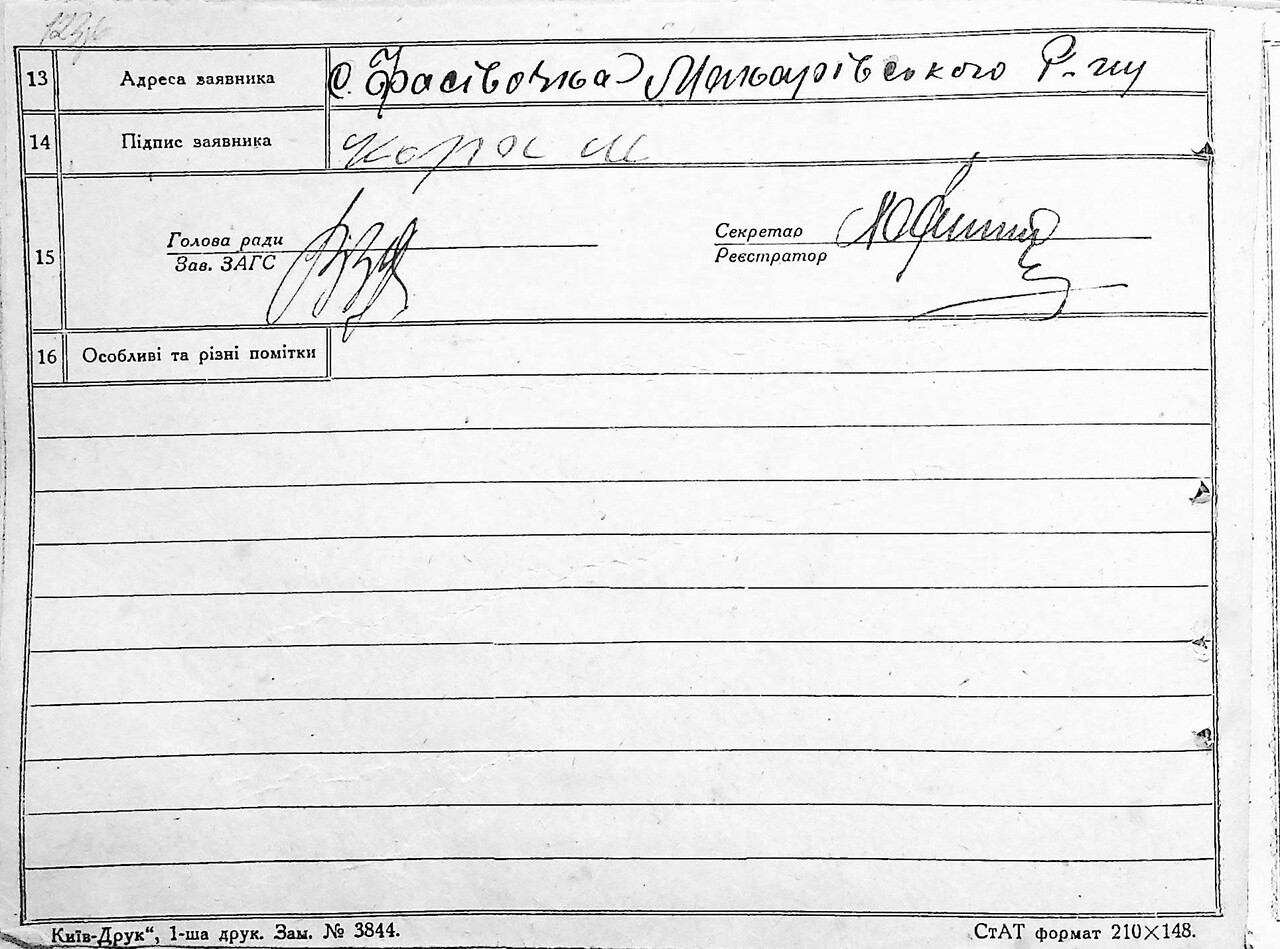 13 Адреса заявника с. Фасівочка Макарівського р-ну
14 Підпис заявника
15
Голова ради
Зав. ЗАГС
Секретар
Реєстратор
16 Особливі та різні помітки
Київ-Друк“, 1-ша друк. Зам. № 3844.
СтАТ формат 210×148.